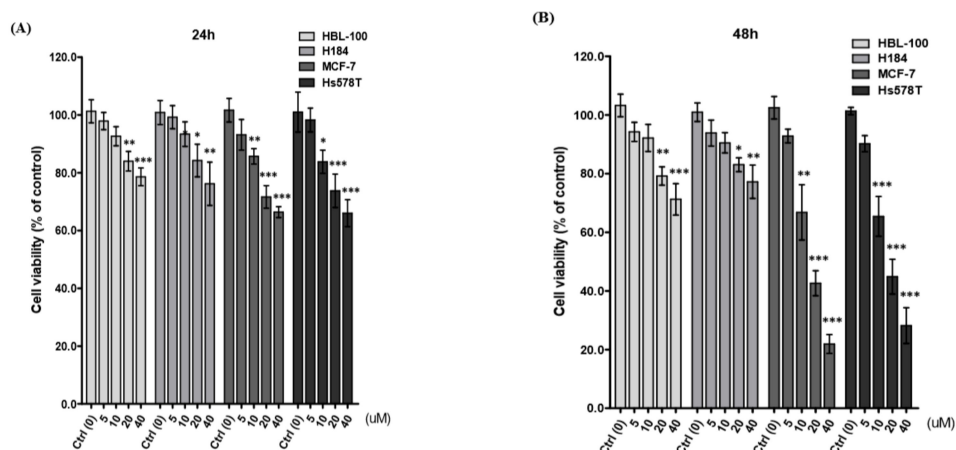 (A)
24h
HBL-100
H184
MCF-7
Hs578T
Cell viability (% of control)
120.0
100.0
80.0
60.0
40.0
20.0
0.0
** *** * ** ** *** *** * *** ***
Ctrl (0) 5 10 20 40 Ctrl (0) 5 10 20 40 Ctrl (0) 5 10 20 40 Ctrl (0) 5 10 20 40 (uM)
(B)
48h
HBL-100
H184
MCF-7
Hs578T
Cell viability (% of control)
120.0
100.0
80.0
60.0
40.0
20.0
0.0
** *** * ** ** *** *** *** *** ***
Ctrl (0) 5 10 20 40 Ctrl (0) 5 10 20 40 Ctrl (0) 5 10 20 40 Ctrl (0) 5 10 20 40 (uM)